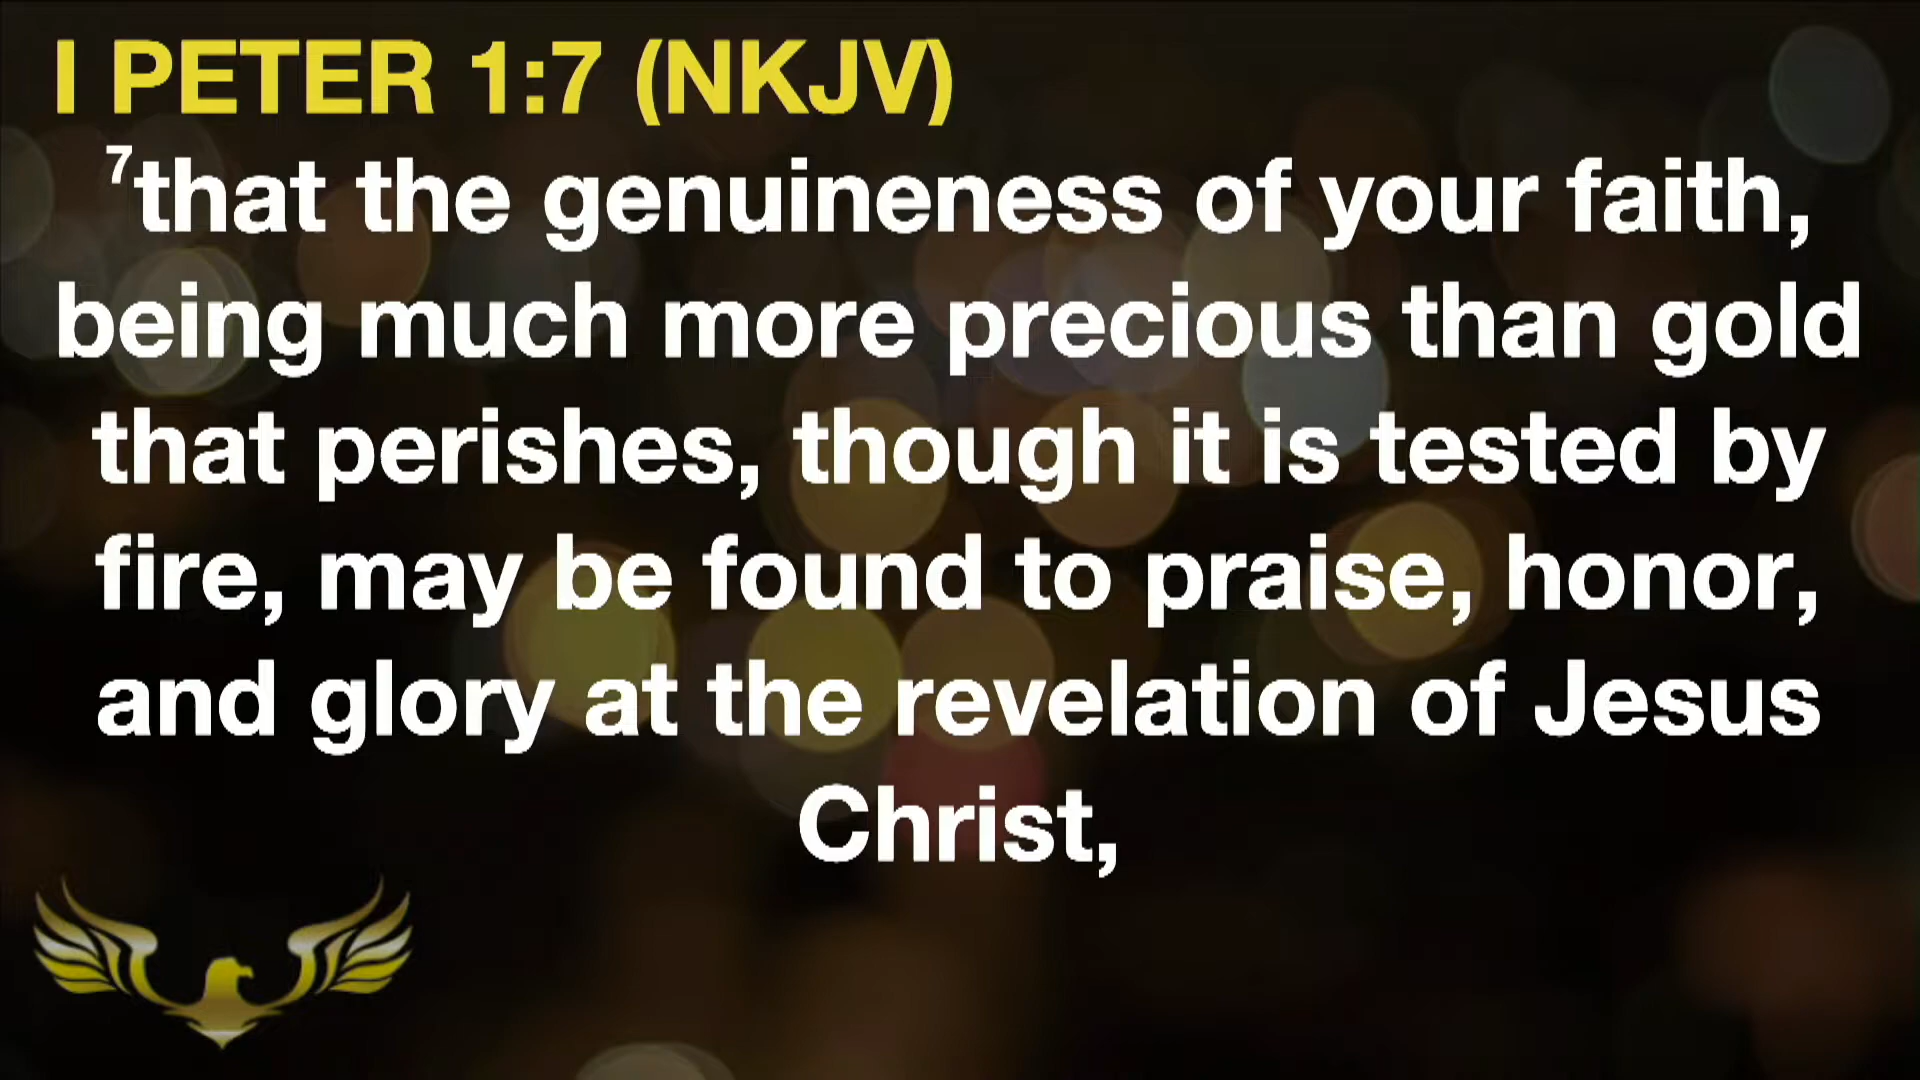 I PETER 1:7 (NKJV)
7that the genuineness of your faith,
being much more precious than gold
that perishes, though it is tested by
fire, may be found to praise, honor,
and glory at the revelation of Jesus
Christ,